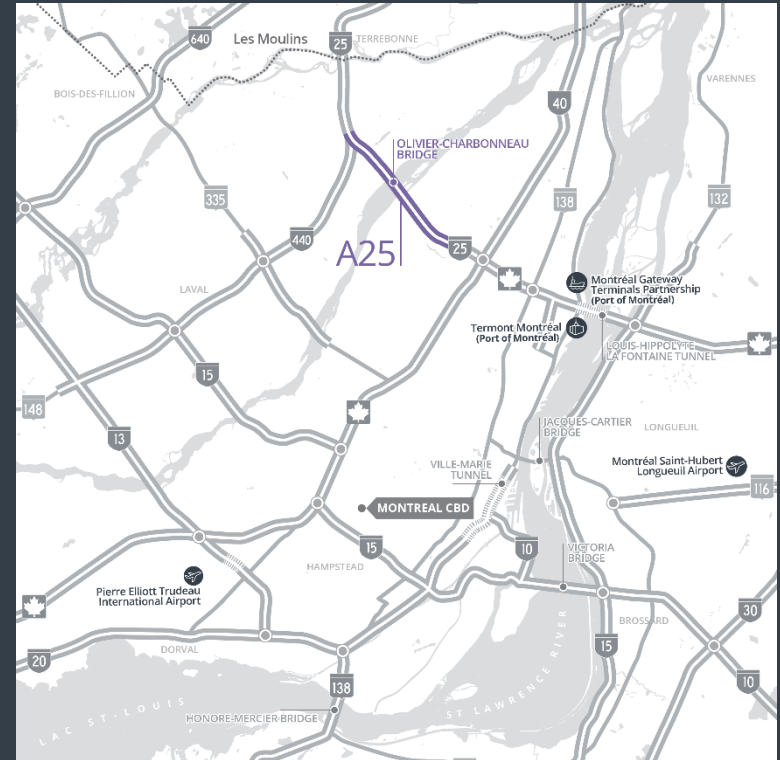 640
Les Moulins
25
TERREBONNE
BOIS-DES-FILLION
VARENNES
40
OLIVIER-CHARBONNEAU
BRIDGE
335
138
132
440
A25
25
LAVAL
Montréal Gateway
Terminals Partnership
(Port of Montréal)
Termont Montréal
(Port of Montréal)
LOUIS-HIPPOLYTE
LA FONTAINE TUNNEL
15
148
13
JACQUES-CARTIER
BRIDGE
LONGUEUIL
VILLE-MARIE
TUNNEL
Montréal Saint-Hubert
Longueuil Airport
116
MONTREAL CBD
15
10
VICTORIA
BRIDGE
HAMPSTEAD
Pierre Elliott Trudeau
International Airport
30
BROSSARD
15
20
DORVAL
138
10
ST LAWRENCE RIVER
LAC ST-LOUIS
HONORE-MERCIER BRIDGE